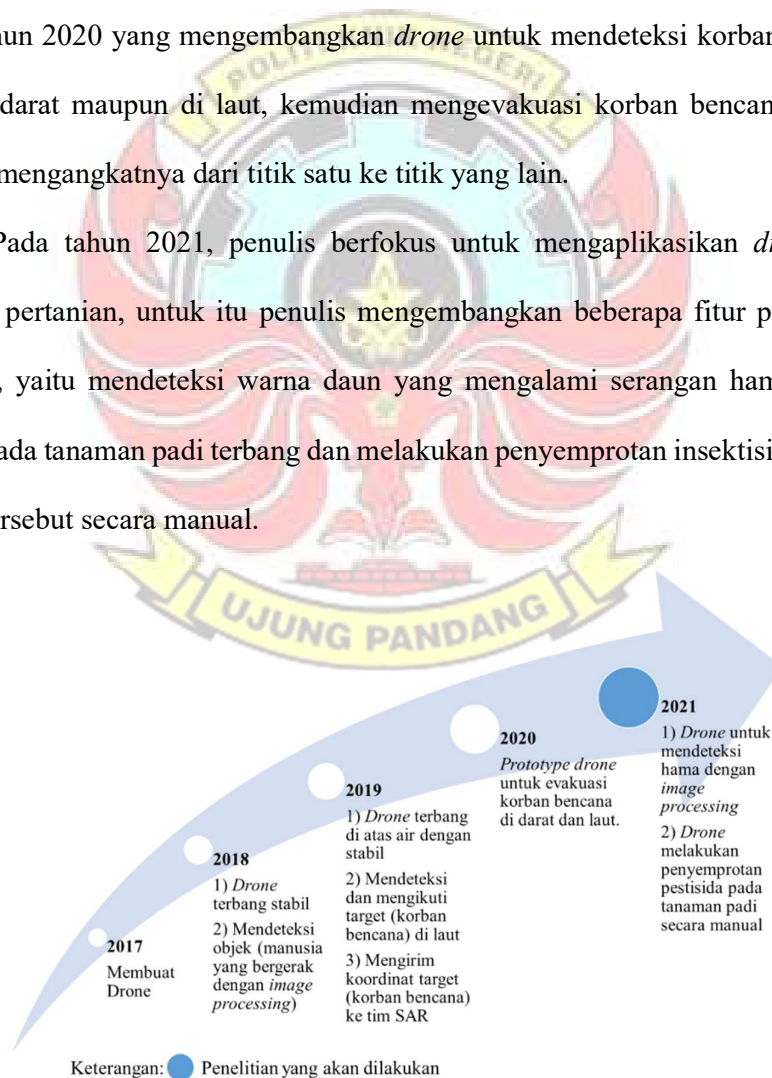 hun 2020 yang mengembangkan drone untuk mendeteksi korban
darat maupun di laut, kemudian mengevakuasi korban bencan
mengangkatnya dari titik satu ke titik yang lain.
Pada tahun 2021, penulis berfokus untuk mengaplikasikan dr
pertanian, untuk itu penulis mengembangkan beberapa fitur p
, yaitu mendeteksi warna daun yang mengalami serangan ham
ada tanaman padi terbang dan melakukan penyemprotan insektisi
ersebut secara manual.
UJUNG PANDANG
2017
Membuat
Drone
2018
1) Drone
terbang stabil
2) Mendeteksi
objek (manusia
yang bergerak
dengan image
processing)
2019
1) Drone terbang
di atas air dengan
stabil
2) Mendeteksi
dan mengikuti
target (korban
bencana) di laut
3) Mengirim
koordinat target
(korban bencana)
ke tim SAR
2020
Prototype drone
untuk evakuasi
korban bencana
di darat dan laut.
2021
1) Drone untuk
mendeteksi
hama dengan
image
processing
2) Drone
melakukan
penyemprotan
pestisida pada
tanaman padi
secara manual
Keterangan: Penelitian yang akan dilakukan